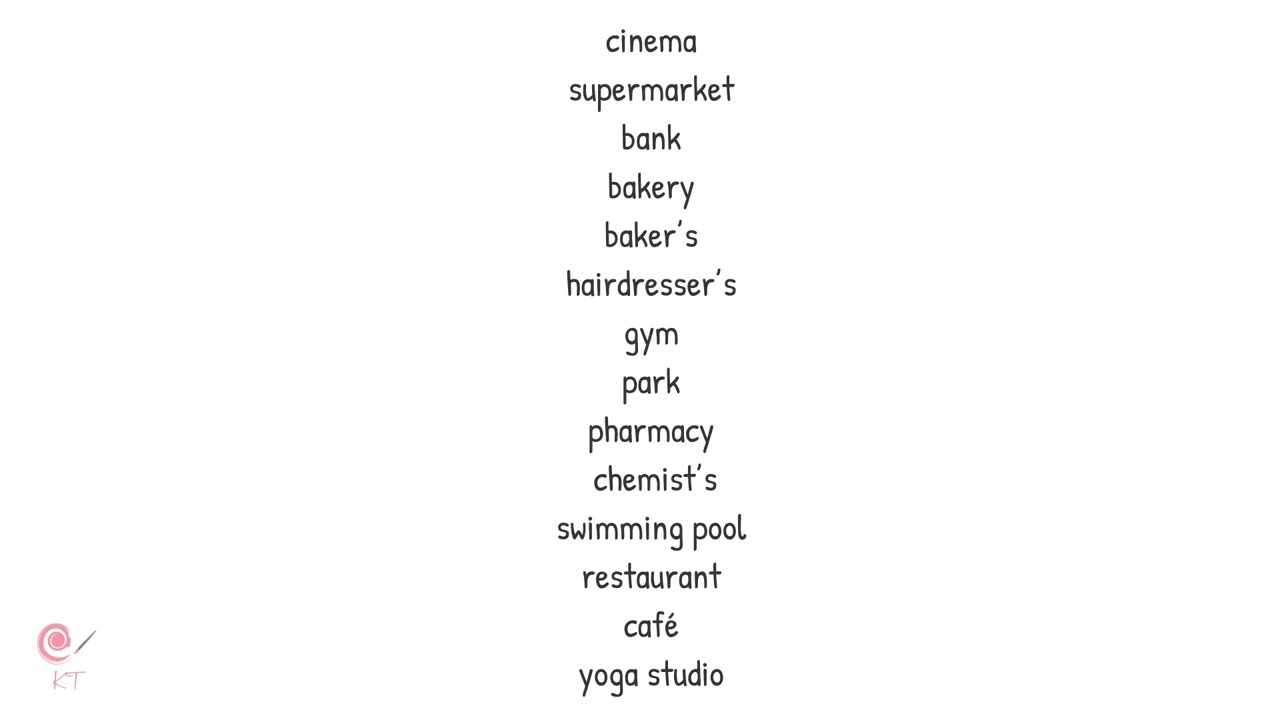 cinema
supermarket
bank
bakery
baker's
hairdresser's
gym
park
pharmacy
chemist's
swimming pool
restaurant
café
yoga studio
KT